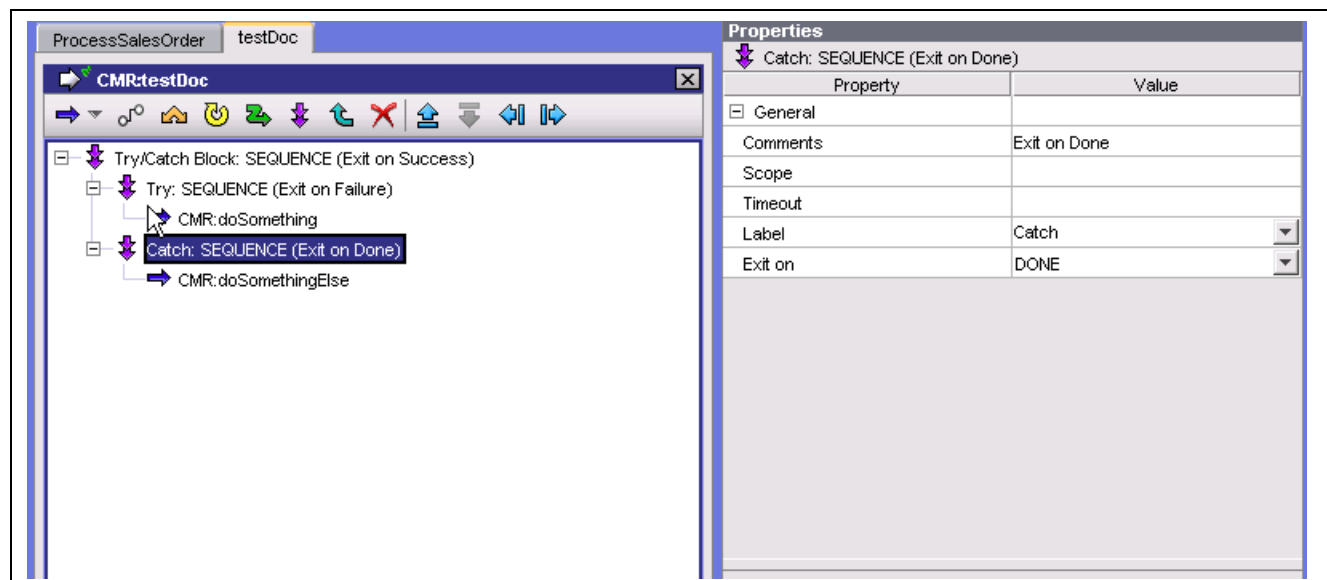 ProcessSalesOrder testDoc
CMR:testDoc
Try/Catch Block: SEQUENCE (Exit on Success)
Try: SEQUENCE (Exit on Failure)
CMR:doSomething
Catch: SEQUENCE (Exit on Done)
CMR:doSomethingElse
Properties
Catch: SEQUENCE (Exit on Done)
Property Value
General
Comments Exit on Done
Scope
Timeout
Label Catch
Exit on DONE